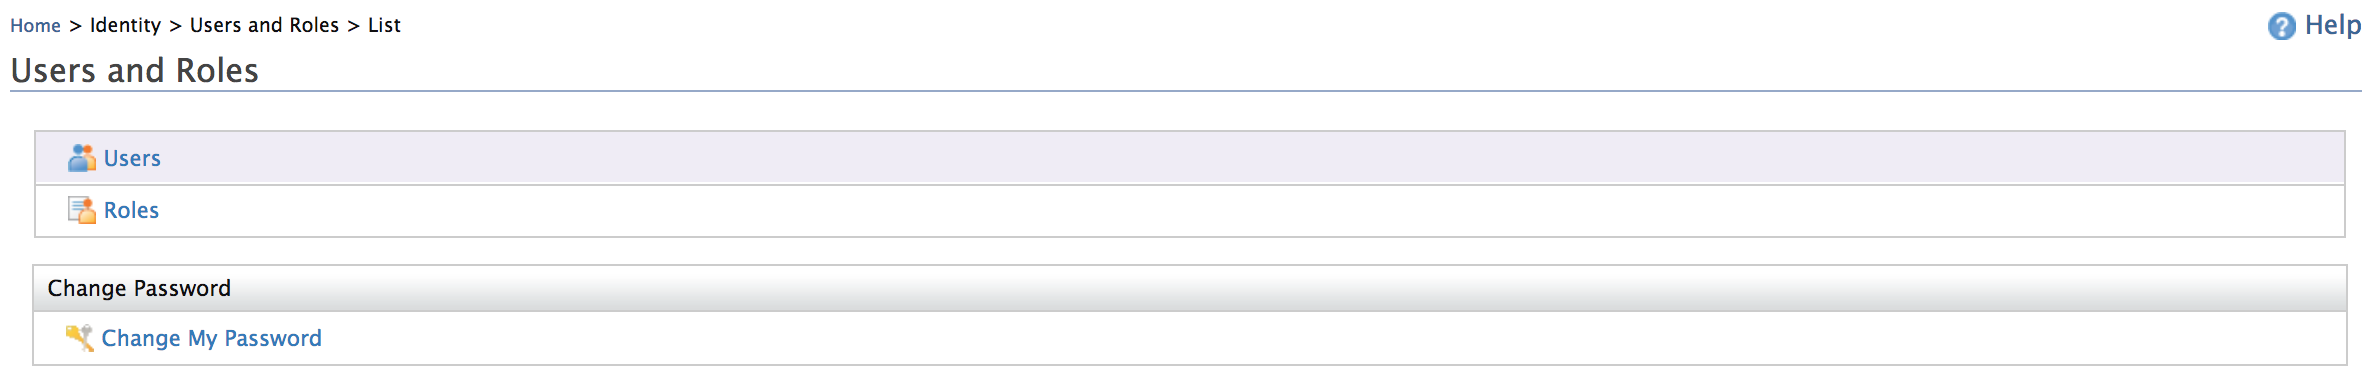 Home > Identity > Users and Roles > List
Help
Users and Roles
Users
Roles
Change Password
Change My Password